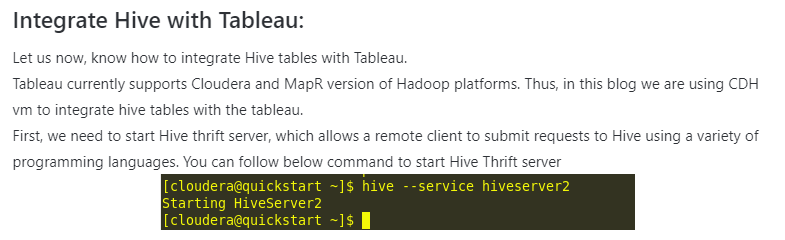 Integrate Hive with Tableau:
Let us now, know how to integrate Hive tables with Tableau.
Tableau currently supports Cloudera and MapR version of Hadoop platforms. Thus, in this blog we are using CDH
vm to integrate hive tables with the tableau.
First, we need to start Hive thrift server, which allows a remote client to submit requests to Hive using a variety of
programming languages. You can follow below command to start Hive Thrift server
[cloudera@quickstart ~]$ hive --service hiveserver2
Starting HiveServer2
[cloudera@quickstart ~]$